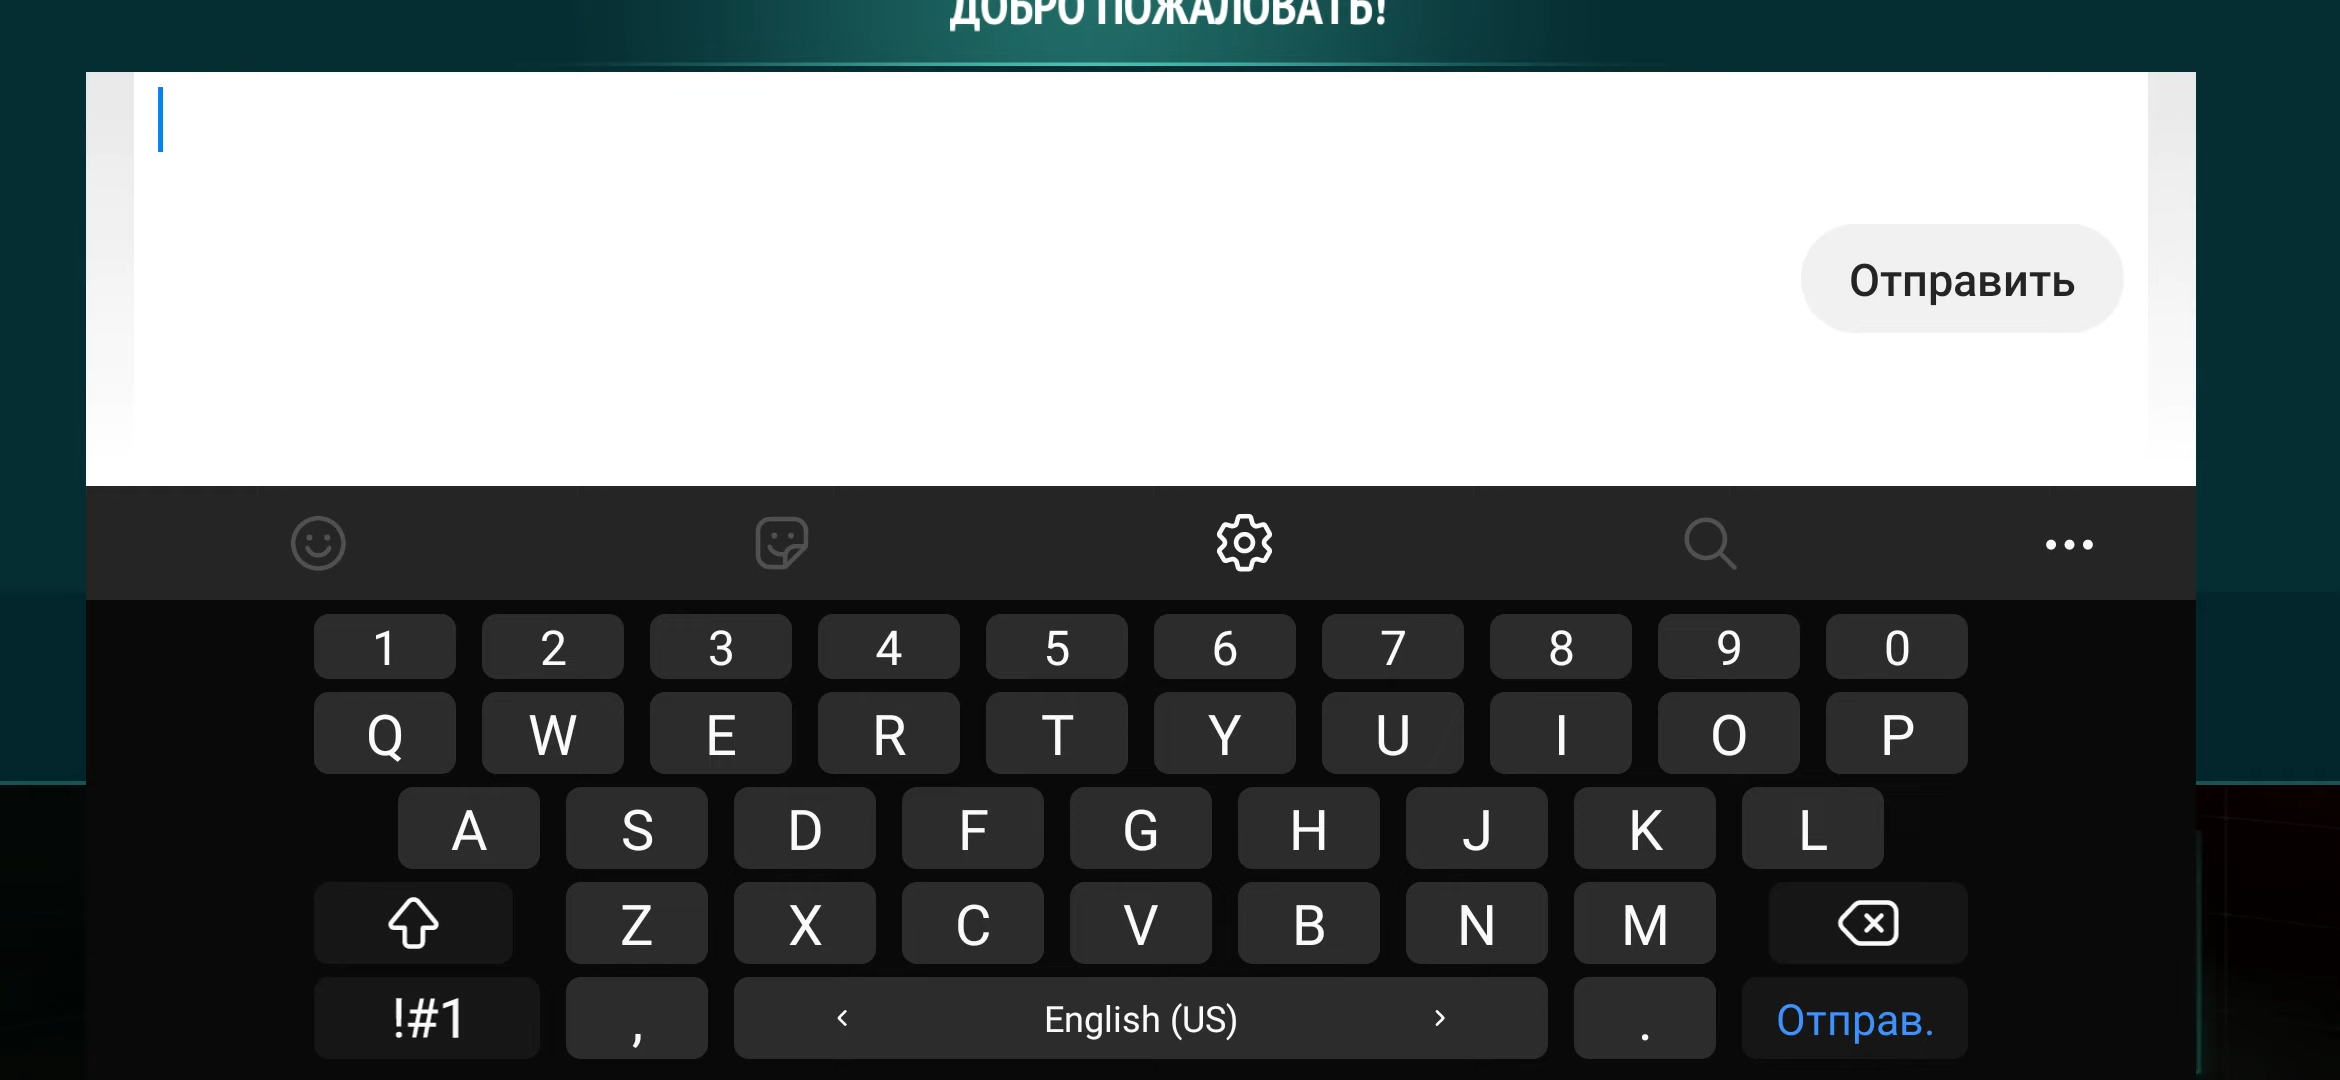 ДОБРО ПОЖАЛОВАТЬ!
Отправить
1 2 3 4 5 6 7 8 9 0
Q W E R T Y U I O P
A S D F G H J K L
Z X C V B N M
!#1 , < English (US) > . Отправ.